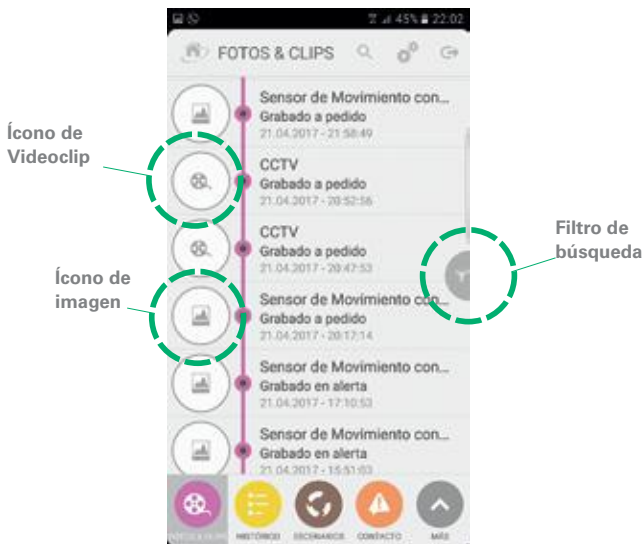 45% 22:02
FOTOS & CLIPS
Sensor de Movimiento con...
Grabado a pedido
21.04.2017 - 21:58:49
Ícono de
Videoclip
CCTV
Grabado a pedido
21.04.2017 - 20:52:56
CCTV
Grabado a pedido
21.04.2017 - 20:47:53
Filtro de
búsqueda
Ícono de
imagen
Sensor de Movimiento con...
Grabado a pedido
21.04.2017 - 20:17:14
Sensor de Movimiento con...
Grabado en alerta
21.04.2017 - 17:10:53
Sensor de Movimiento con...
Grabado en alerta
21.04.2017 - 15:51:03
FOTOS & CLIPS
HISTÓRICO
ESCENARIOS
CONTACTO
MÁS